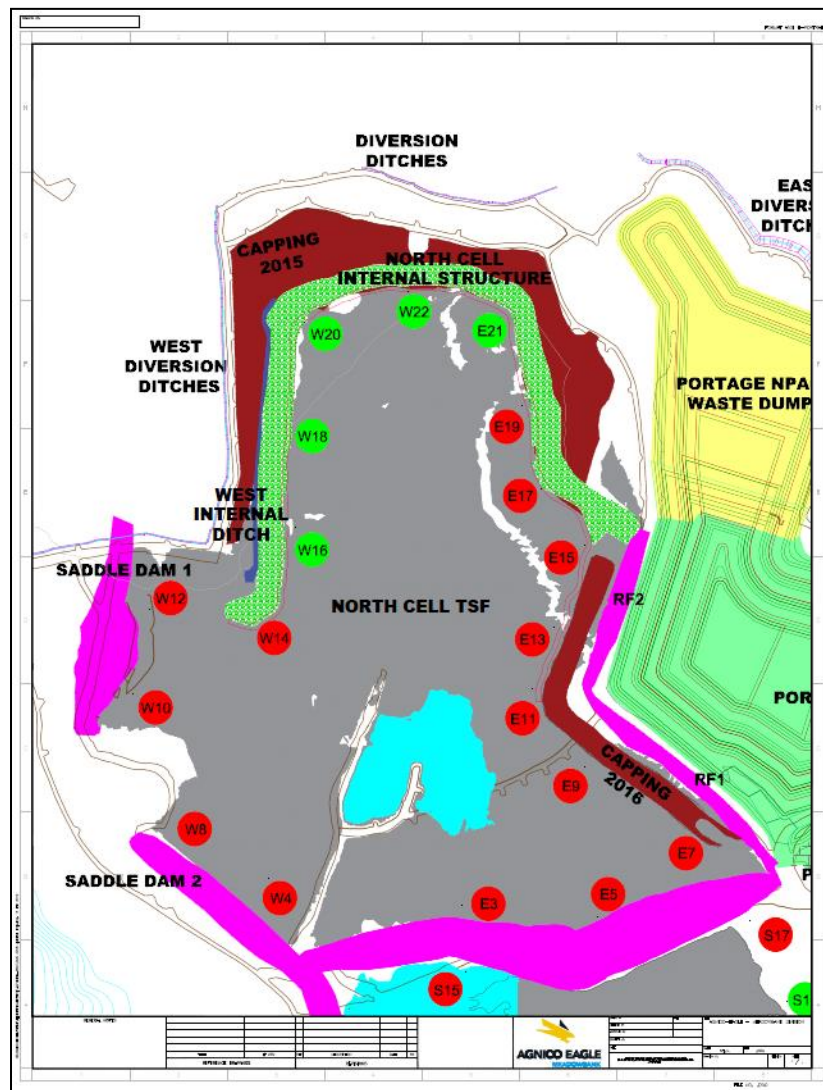 DIVERSION
DITCHES
EAS
DIVERS
DITCH
CAPPING
2015
NORTH CELL
INTERNAL STRUCTURE
W22
W20
E21
WEST
DIVERSION
DITCHES
PORTAGE NPA
WASTE DUMP
E19
W18
E17
WEST
INTERNAL
DITCH
W16
E15
SADDLE DAM 1
W12
NORTH CELL TSF
RF2
W14
E13
W10
E11
POR
CAPPING
2016
RF1
E9
W8
E7
SADDLE DAM 2
W4
E3
E5
P
S17
S15
S1
AGNICO EAGLE
MEADOWBANK